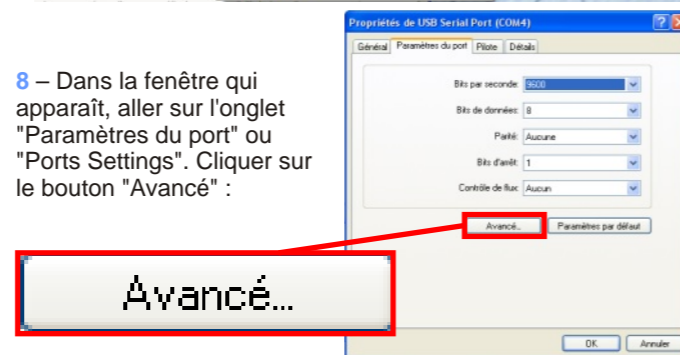 8 – Dans la fenêtre qui
apparaît, aller sur l'onglet
"Paramètres du port" ou
"Ports Settings". Cliquer sur
le bouton "Avancé" :
Avancé...
Propriétés de USB Serial Port (COM4)
Général Paramètres du port Pilote Détails
Bits par seconde: 9600
Bits de données: 8
Parité: Aucune
Bits d'arrêt: 1
Contrôle de flux: Aucun
Avancé... Paramètres par défaut
OK Annuler